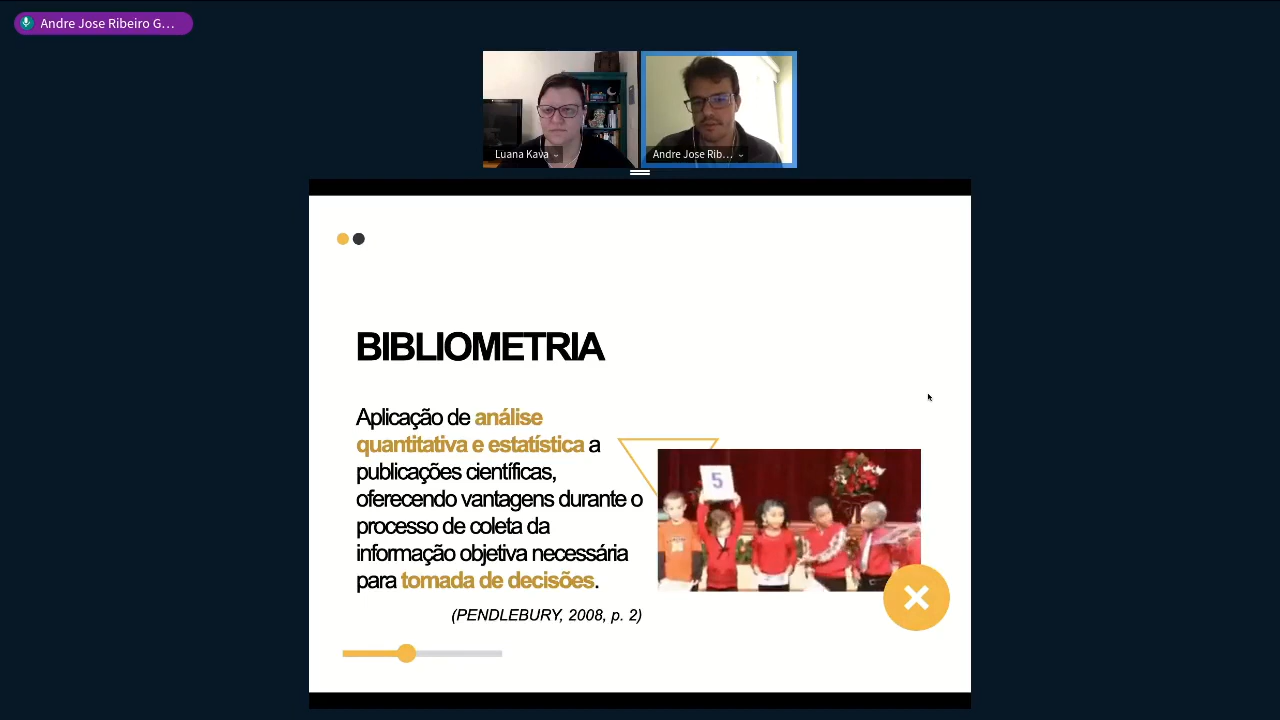 Andre Jose Ribeiro G...
Luana Kava
Andre Jose Rib...
BIBLIOMETRIA
Aplicação de análise
quantitativa e estatística a
publicações científicas,
oferecendo vantagens durante o
processo de coleta da
informação objetiva necessária
para tomada de decisões.
(PENDLEBURY, 2008, p. 2)
5